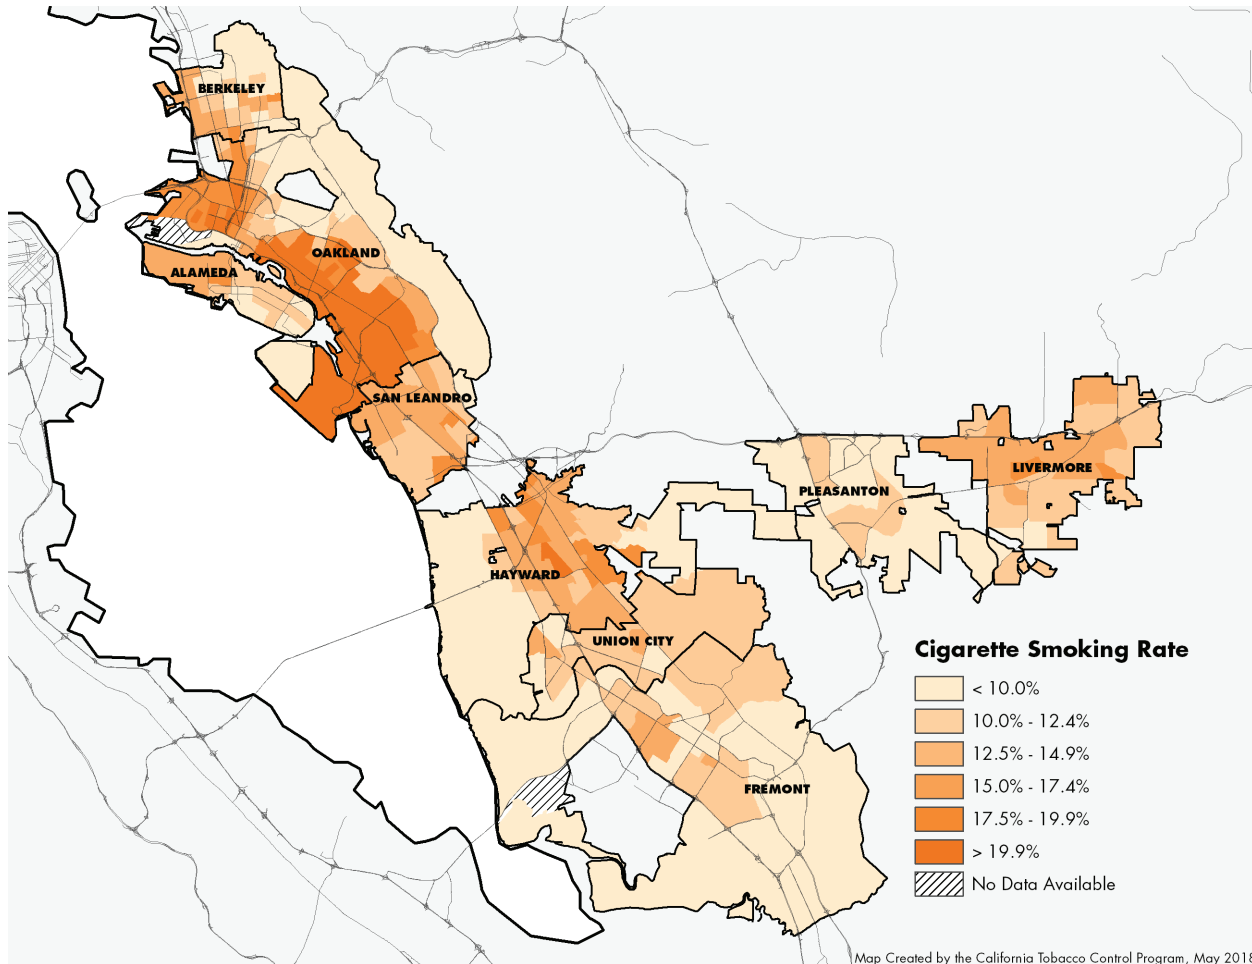 BERKELEY
OAKLAND
ALAMEDA
SAN LEANDRO
LIVERMORE
PLEASANTON
HAYWARD
UNION CITY
Cigarette Smoking Rate
< 10.0%
10.0% - 12.4%
12.5% - 14.9%
15.0% - 17.4%
17.5% - 19.9%
> 19.9%
No Data Available
FREMONT
Map Created by the California Tobacco Control Program, May 2018